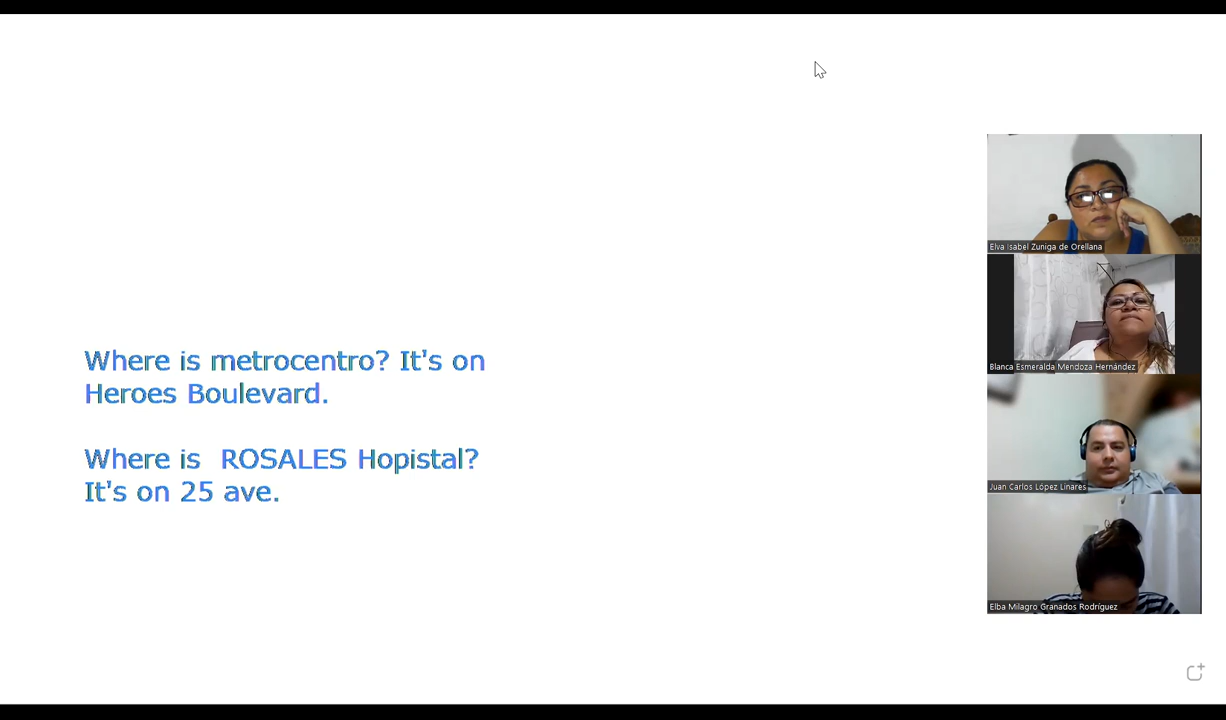 Where is metrocentro? It's on
Heroes Boulevard.
Where is ROSALES Hopistal?
It's on 25 ave.
Elva Isabel Zuniga de Orellana
Blanca Esmeralda Mendoza Hernández
Juan Carlos López Linares
Elba Milagro Granados Rodríguez